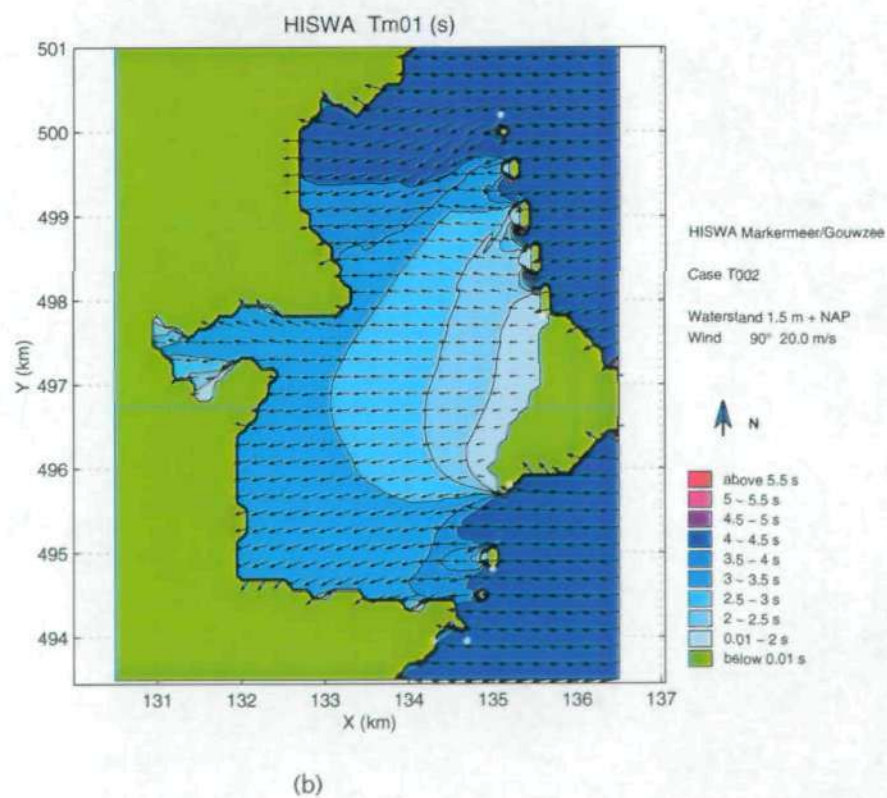 HISWA Tm01 (s)
501
500
499
498
497
496
495
494
Y (km)
131 132 133 134 135 136 137
X (km)
HISWA Markermeer/Gouwzee
Case T002
Waterstand 1.5 m + NAP
Wind 90° 20.0 m/s
N
above 5.5 s
5 ~ 5.5 s
4.5 ~ 5 s
4 ~ 4.5 s
3.5 ~ 4 s
3 ~ 3.5 s
2.5 ~ 3 s
2 ~ 2.5 s
0.01 ~ 2 s
below 0.01 s
(b)